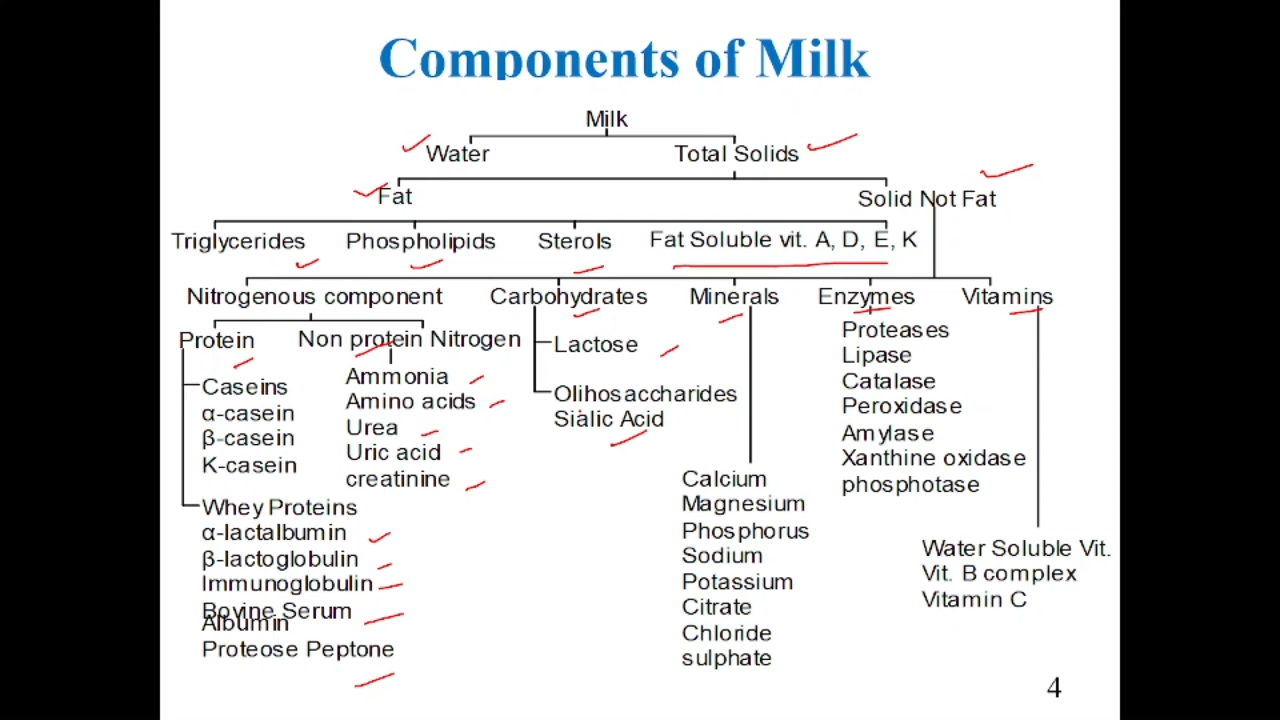 Components of Milk
Milk
Water Total Solids
Fat Solid Not Fat
Triglycerides Phospholipids Sterols Fat Soluble vit. A, D, E, K
Nitrogenous component Carbohydrates Minerals Enzymes Vitamins
Protein Non protein Nitrogen
Caseins
α-casein
β-casein
K-casein
Whey Proteins
α-lactalbumin
β-lactoglobulin
Immunoglobulin
Bovine Serum
Albumin
Proteose Peptone
Ammonia
Amino acids
Urea
Uric acid
creatinine
Lactose
Olihosaccharides
Sialic Acid
Calcium
Magnesium
Phosphorus
Sodium
Potassium
Citrate
Chloride
sulphate
Proteases
Lipase
Catalase
Peroxidase
Amylase
Xanthine oxidase
phosphotase
Water Soluble Vit.
Vit. B complex
Vitamin C
4